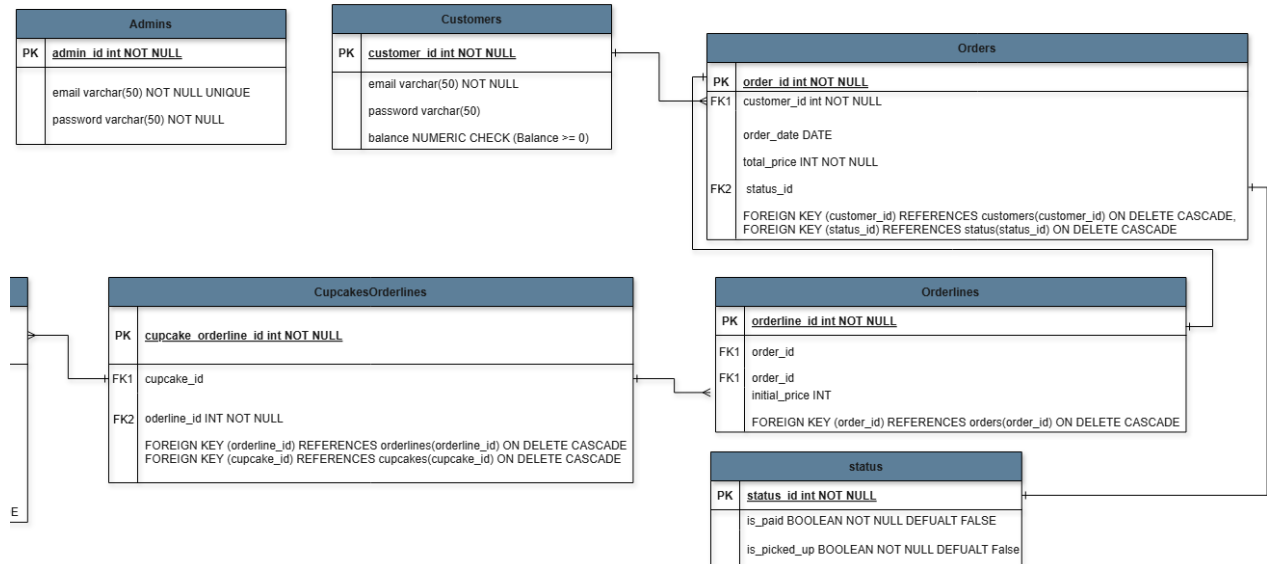 Admins
PK admin_id int NOT NULL
email varchar(50) NOT NULL UNIQUE
password varchar(50) NOT NULL
Customers
PK customer_id int NOT NULL
email varchar(50) NOT NULL
password varchar(50)
balance NUMERIC CHECK (Balance >= 0)
Orders
PK order_id int NOT NULL
FK1 customer_id int NOT NULL
order_date DATE
total_price INT NOT NULL
FK2 status_id
FOREIGN KEY (customer_id) REFERENCES customers(customer_id) ON DELETE CASCADE,
FOREIGN KEY (status_id) REFERENCES status(status_id) ON DELETE CASCADE
E
CupcakesOrderlines
PK cupcake_orderline_id int NOT NULL
FK1 cupcake_id
FK2 oderline_id INT NOT NULL
FOREIGN KEY (orderline_id) REFERENCES orderlines(orderline_id) ON DELETE CASCADE
FOREIGN KEY (cupcake_id) REFERENCES cupcakes(cupcake_id) ON DELETE CASCADE
Orderlines
PK orderline_id int NOT NULL
FK1 order_id
FK1 order_id
initial_price INT
FOREIGN KEY (order_id) REFERENCES orders(order_id) ON DELETE CASCADE
status
PK status_id int NOT NULL
is_paid BOOLEAN NOT NULL DEFUALT FALSE
is_picked_up BOOLEAN NOT NULL DEFUALT False